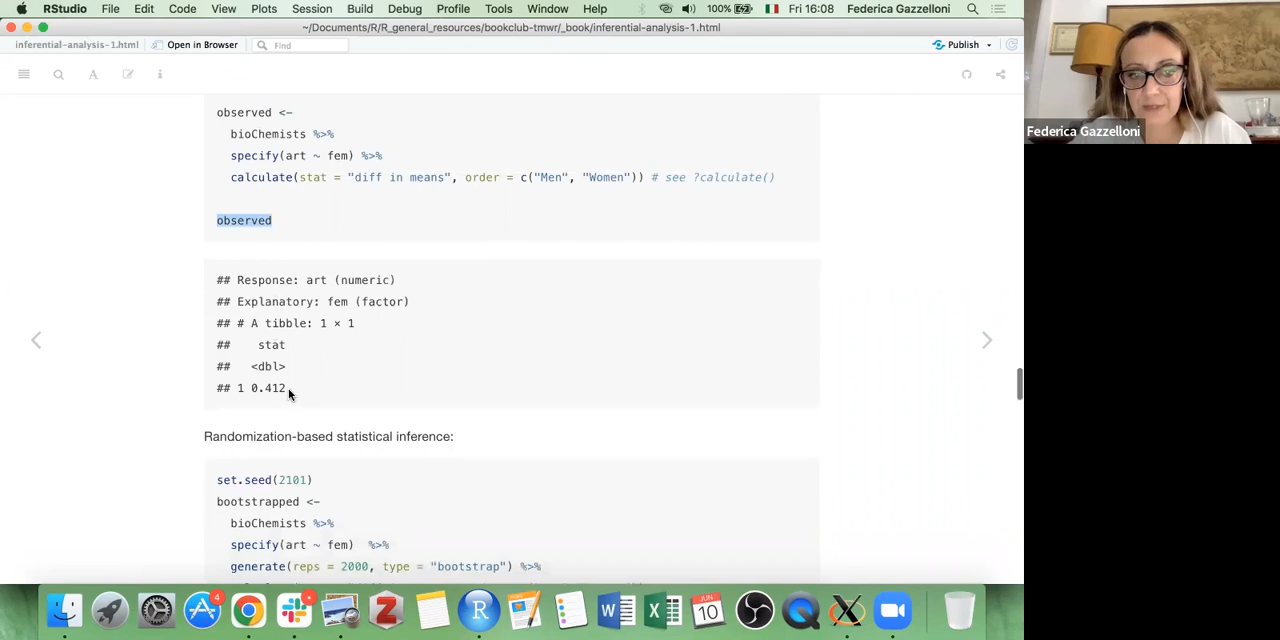 RStudio File Edit Code View Plots Session Build Debug Profile Tools Window Help 100% Fri 16:08 Federica Gazzelloni
~/Documents/R/R_general_resources/bookclub-tmwr/_book/inferential-analysis-1.html
inferential-analysis-1.html Open in Browser Find Publish
observed <-
bioChemists %>%
specify(art ~ fem) %>%
calculate(stat = "diff in means", order = c("Men", "Women")) # see ?calculate()
observed
## Response: art (numeric)
## Explanatory: fem (factor)
## # A tibble: 1 × 1
## stat
## <dbl>
## 1 0.412
Randomization-based statistical inference:
set.seed(2101)
bootstrapped <-
bioChemists %>%
specify(art ~ fem) %>%
generate(reps = 2000, type = "bootstrap") %>%
Federica Gazzelloni
4
JUN
10